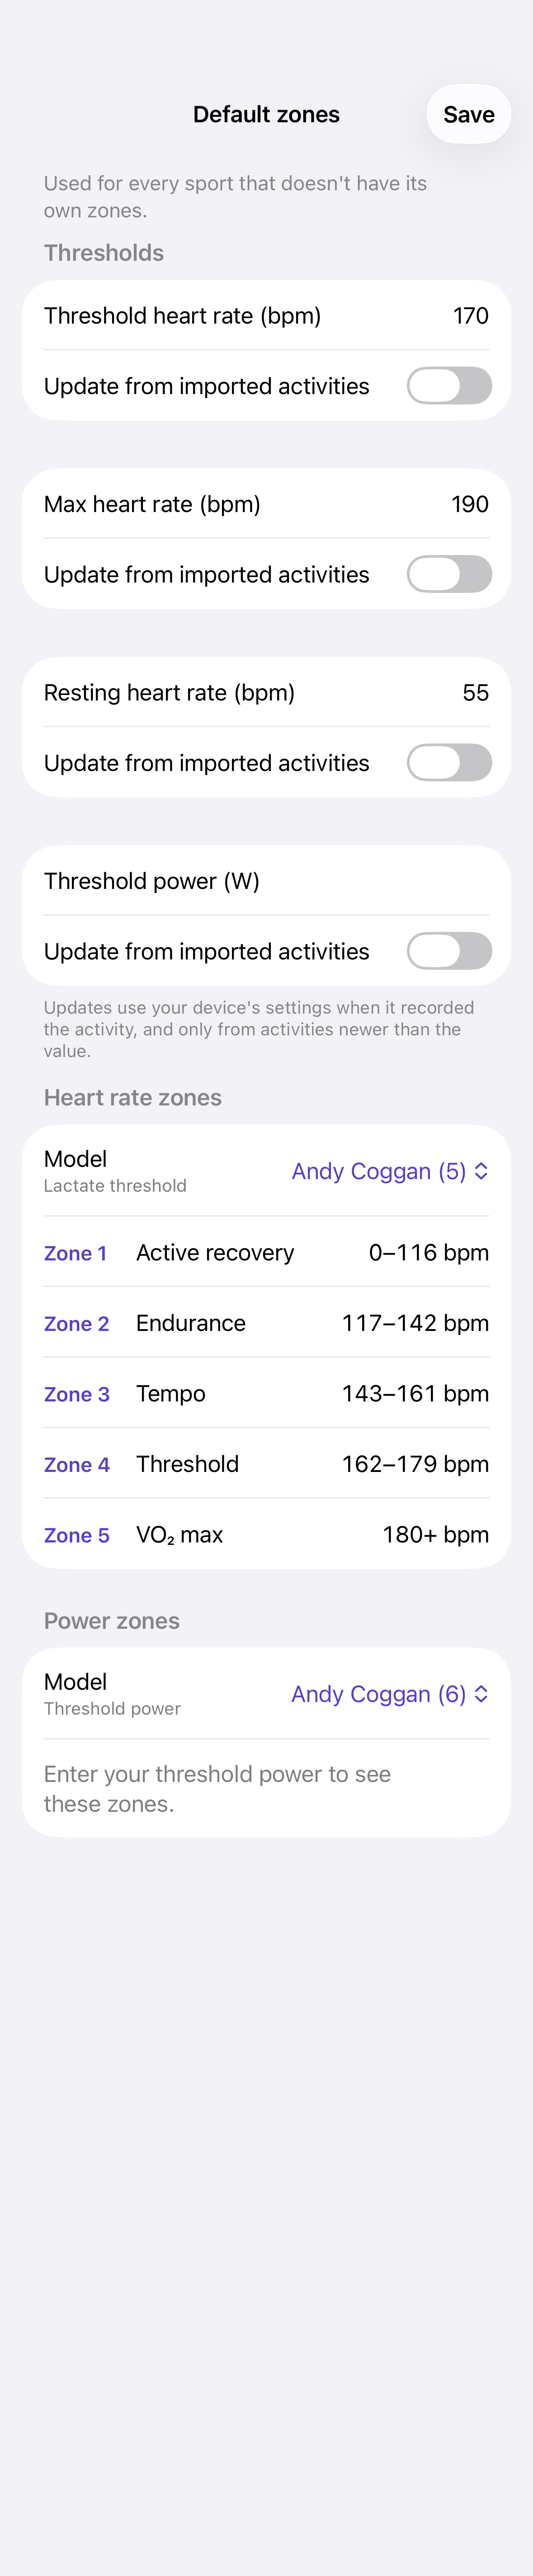 Default zones
Save
Used for every sport that doesn't have its
own zones.
Thresholds
Threshold heart rate (bpm) 170
Update from imported activities
Max heart rate (bpm) 190
Update from imported activities
Resting heart rate (bpm) 55
Update from imported activities
Threshold power (W)
Update from imported activities
Updates use your device's settings when it recorded
the activity, and only from activities newer than the
value.
Heart rate zones
Model
Lactate threshold
Andy Coggan (5)
Zone 1 Active recovery 0–116 bpm
Zone 2 Endurance 117–142 bpm
Zone 3 Tempo 143–161 bpm
Zone 4 Threshold 162–179 bpm
Zone 5 VO₂ max 180+ bpm
Power zones
Model
Threshold power
Andy Coggan (6)
Enter your threshold power to see
these zones.